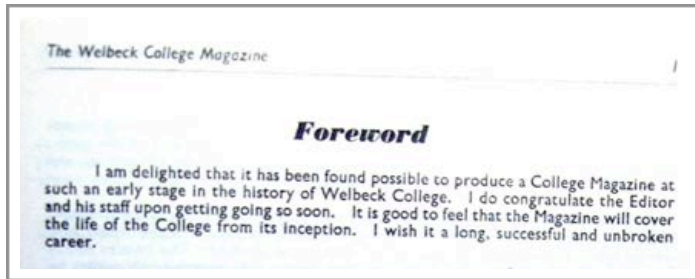 The Welbeck College Magazine 1
Foreword
I am delighted that it has been found possible to produce a College Magazine at
such an early stage in the history of Welbeck College. I do congratulate the Editor
and his staff upon getting going so soon. It is good to feel that the Magazine will cover
the life of the College from its inception. I wish it a long, successful and unbroken
career.